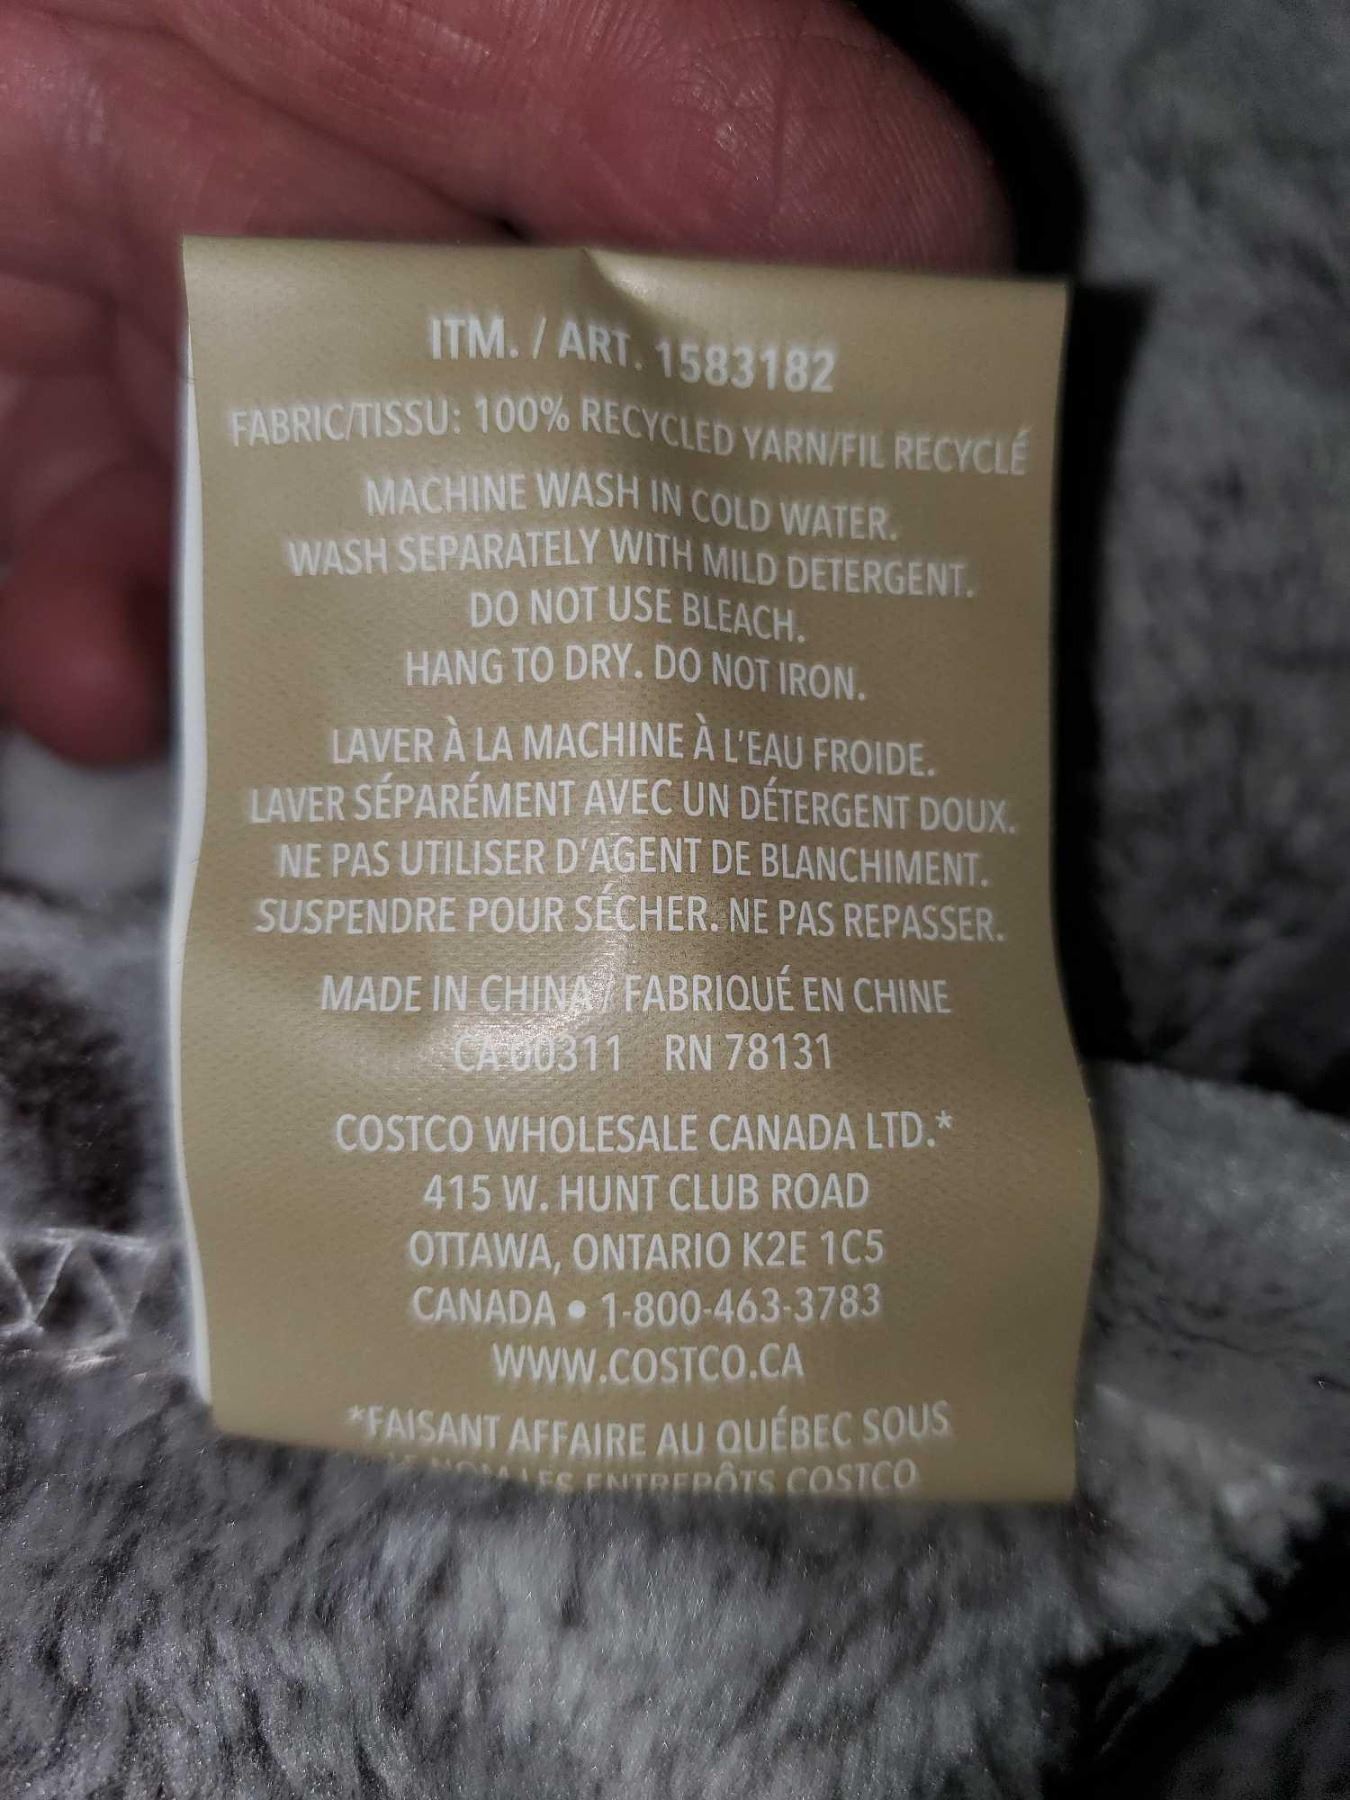 ITM. / ART. 1583182
FABRIC/TISSU: 100% RECYCLED YARN/FIL RECYCLÉ
MACHINE WASH IN COLD WATER.
WASH SEPARATELY WITH MILD DETERGENT.
DO NOT USE BLEACH.
HANG TO DRY. DO NOT IRON.
LAVER À LA MACHINE À L'EAU FROIDE.
LAVER SÉPARÉMENT AVEC UN DÉTERGENT DOUX.
NE PAS UTILISER D'AGENT DE BLANCHIMENT.
SUSPENDRE POUR SÉCHER. NE PAS REPASSER.
MADE IN CHINA / FABRIQUÉ EN CHINE
CA 00311 RN 78131
COSTCO WHOLESALE CANADA LTD.*
415 W. HUNT CLUB ROAD
OTTAWA, ONTARIO K2E 1C5
CANADA • 1-800-463-3783
WWW.COSTCO.CA
*FAISANT AFFAIRE AU QUÉBEC SOUS
NOM LES ENTREPÔTS COSTCO